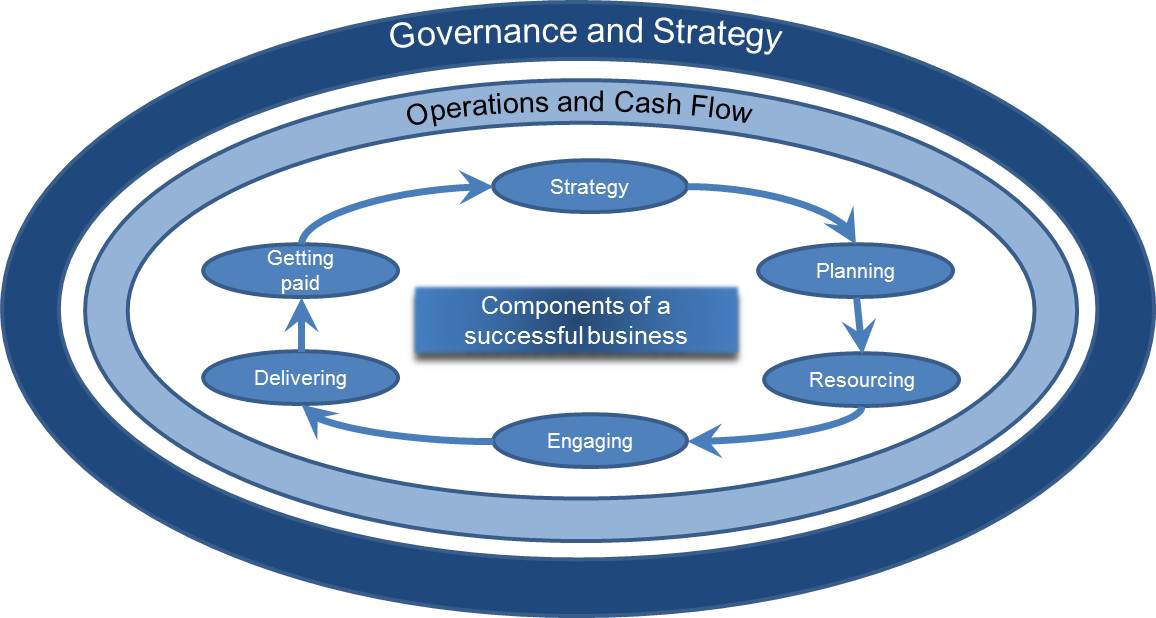 Governance and Strategy
Operations and Cash Flow
Strategy
Getting
paid
Planning
Components of a
successful business
Delivering
Resourcing
Engaging